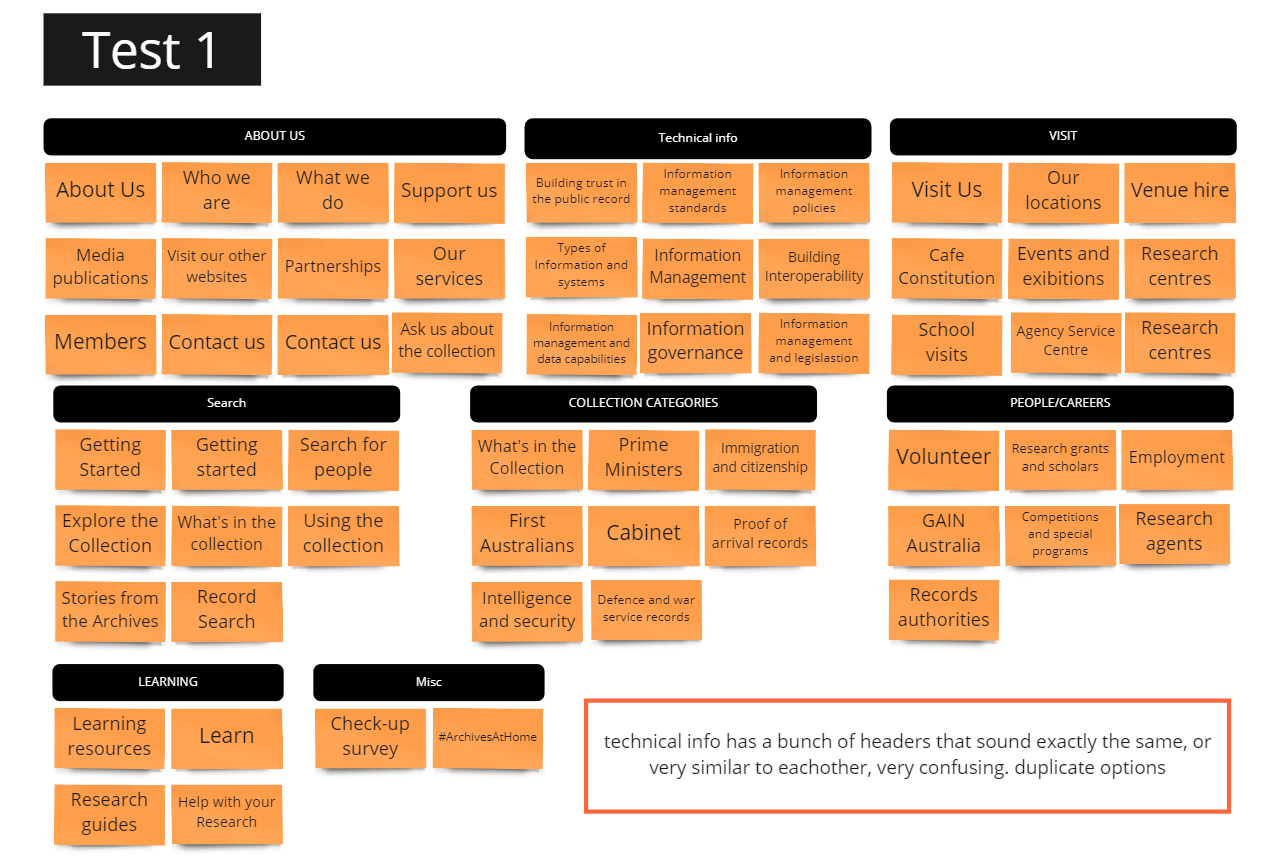 Test 1
ABOUT US
About Us
Who we
are
What we
do
Support us
Media
publications
Visit our other
websites
Partnerships
Our
services
Members
Contact us
Contact us
Ask us about
the collection
Technical info
Building trust in
the public record
Information
management
standards
Information
management
policies
Types of
Information and
systems
Information
Management
Building
Interoperability
Information
management and
data capabilities
Information
governance
Information
management
and legislastion
VISIT
Visit Us
Our
locations
Venue hire
Cafe
Constitution
Events and
exibitions
Research
centres
School
visits
Agency Service
Centre
Research
centres
Search
Getting
Started
Getting
started
Search for
people
Explore the
Collection
What's in the
collection
Using the
collection
Stories from
the Archives
Record
Search
COLLECTION CATEGORIES
What's in the
Collection
Prime
Ministers
Immigration
and citizenship
First
Australians
Cabinet
Proof of
arrival records
Intelligence
and security
Defence and war
service records
PEOPLE/CAREERS
Volunteer
Research grants
and scholars
Employment
GAIN
Australia
Competitions
and special
programs
Research
agents
Records
authorities
LEARNING
Learning
resources
Learn
Research
guides
Help with your
Research
Misc
Check-up
survey
#ArchivesAtHome
technical info has a bunch of headers that sound exactly the same, or
very similar to eachother, very confusing. duplicate options